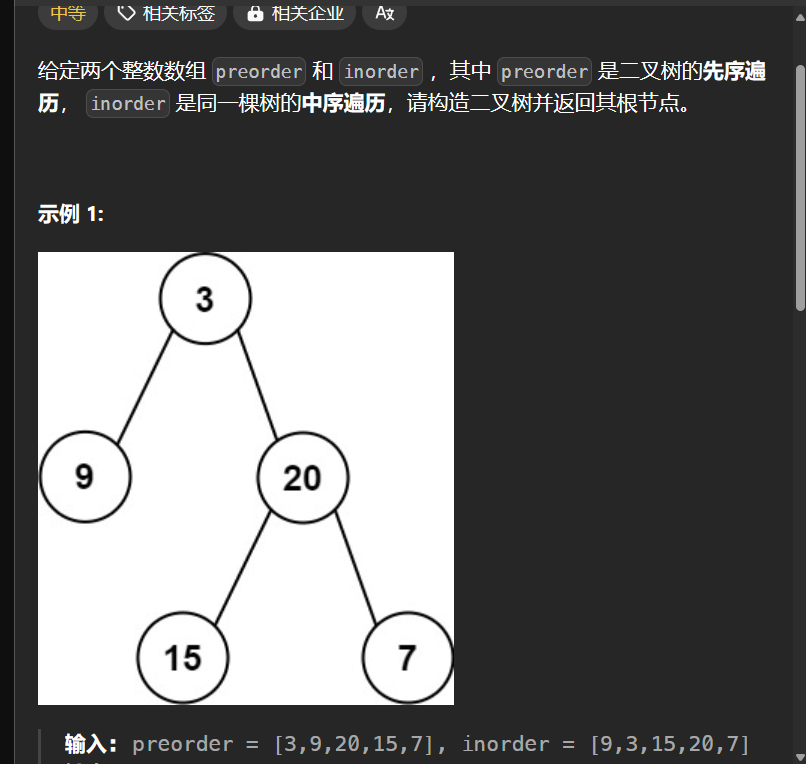 中等 相关标签 相关企业 Ax
给定两个整数数组 preorder 和 inorder ，其中 preorder 是二叉树的先序遍
历， inorder 是同一棵树的中序遍历，请构造二叉树并返回其根节点。
示例 1:
3
9 20
15 7
输入：preorder = [3,9,20,15,7], inorder = [9,3,15,20,7]